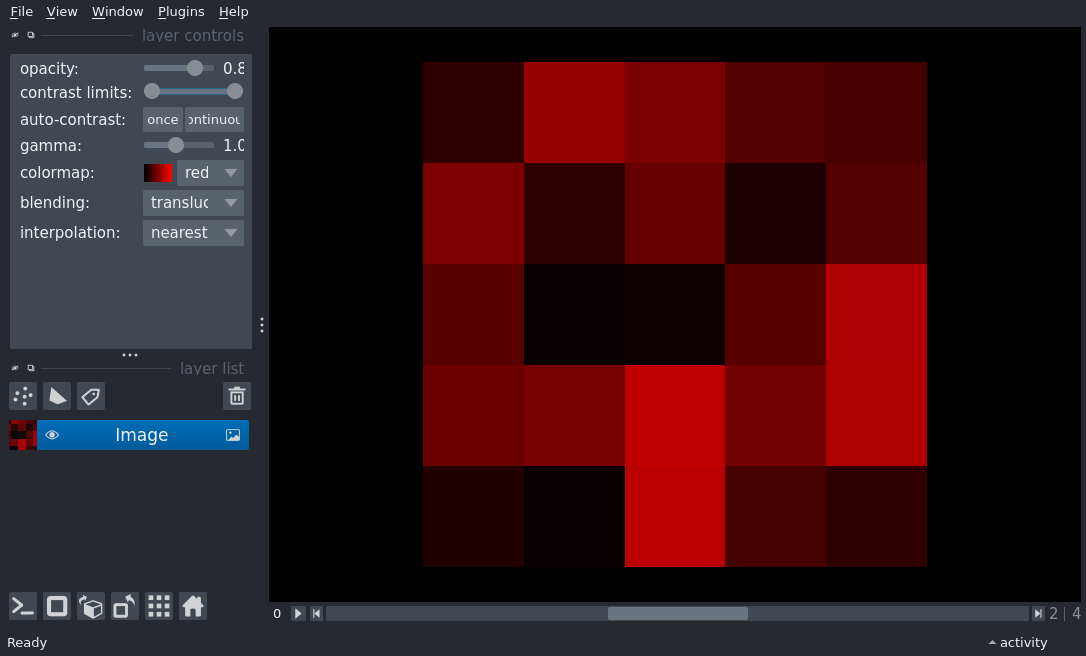 File View Window Plugins Help
layer controls
opacity: 0.8
contrast limits:
auto-contrast: once ontinuou
gamma: 1.0
colormap: red
blending: transluc
interpolation: nearest
layer list
Image
0 2 | 4
Ready activity